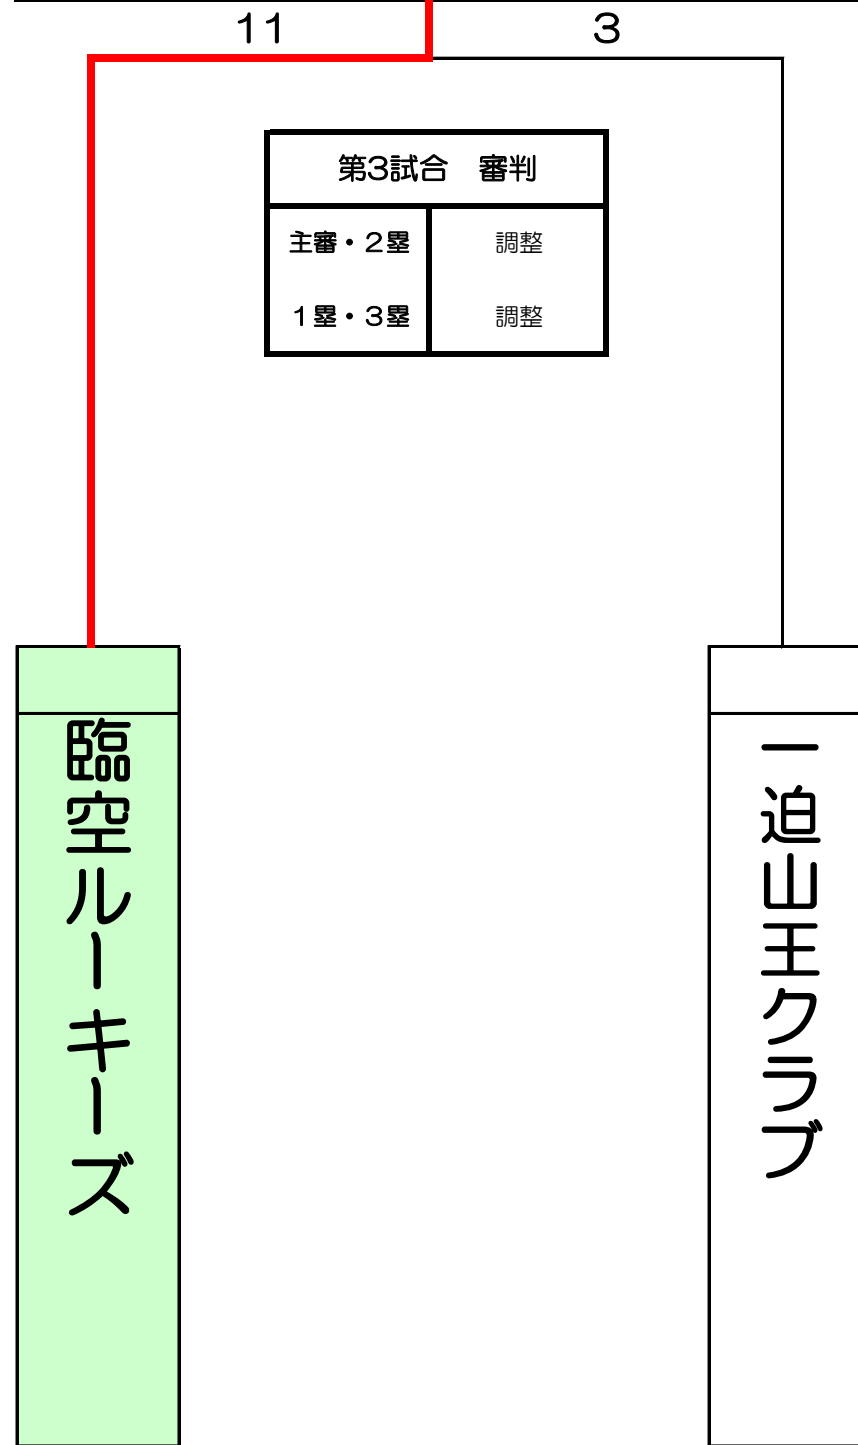 11 3
第3試合　審判
主審・２塁 調整
１塁・３塁 調整
臨空ルーキーズ
一迫山王クラブ